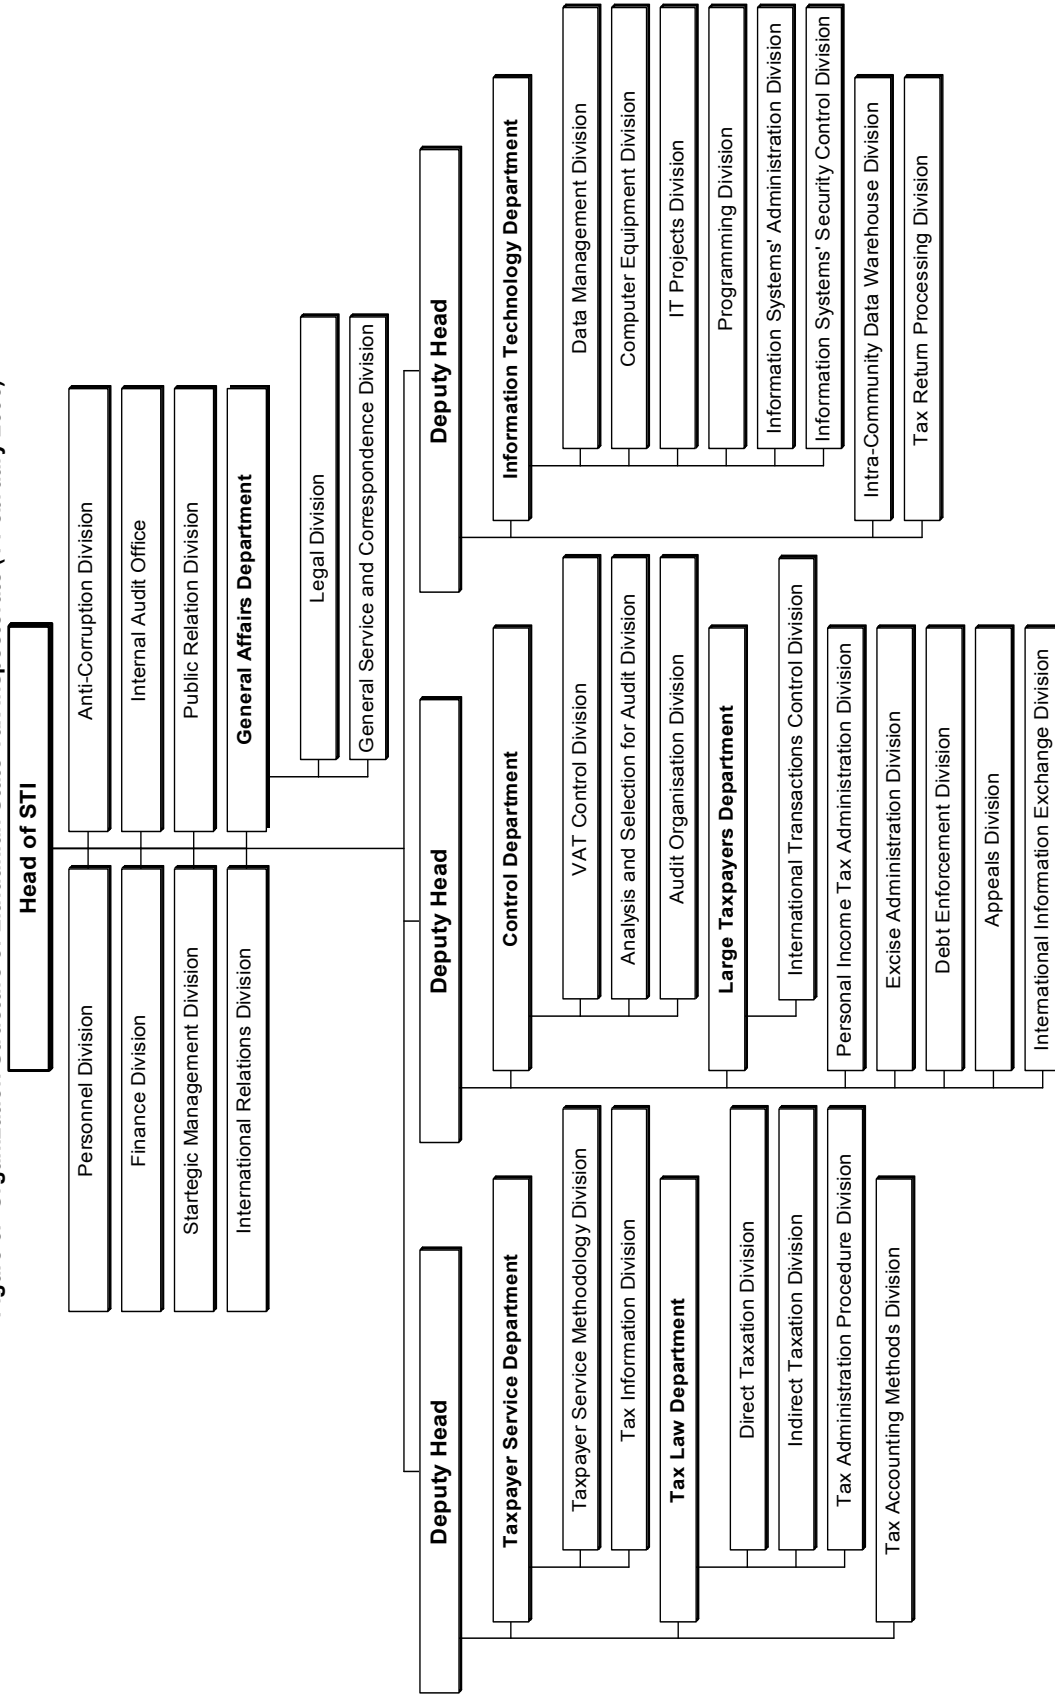 Head of STI
Personnel Division
Anti-Corruption Division
Finance Division
Internal Audit Office
Startegic Management Division
Public Relation Division
International Relations Division
General Affairs Department
Legal Division
General Service and Correspondence Division
Deputy Head
Taxpayer Service Department
Taxpayer Service Methodology Division
Tax Information Division
Tax Law Department
Direct Taxation Division
Indirect Taxation Division
Tax Administration Procedure Division
Tax Accounting Methods Division
Deputy Head
Control Department
VAT Control Division
Analysis and Selection for Audit Division
Audit Organisation Division
Large Taxpayers Department
International Transactions Control Division
Personal Income Tax Administration Division
Excise Administration Division
Debt Enforcement Division
Appeals Division
International Information Exchange Division
Deputy Head
Information Technology Department
Data Management Division
Computer Equipment Division
IT Projects Division
Programming Division
Information Systems' Administration Division
Information Systems' Security Control Division
Intra-Community Data Warehouse Division
Tax Return Processing Division